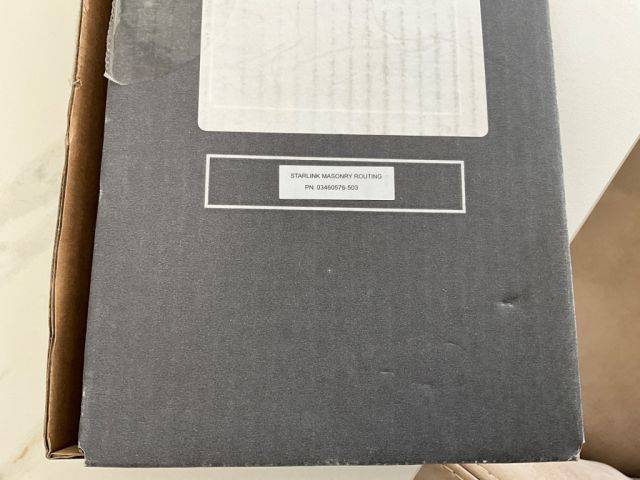 STARLINK MASONRY ROUTING
PN: 03460576-503